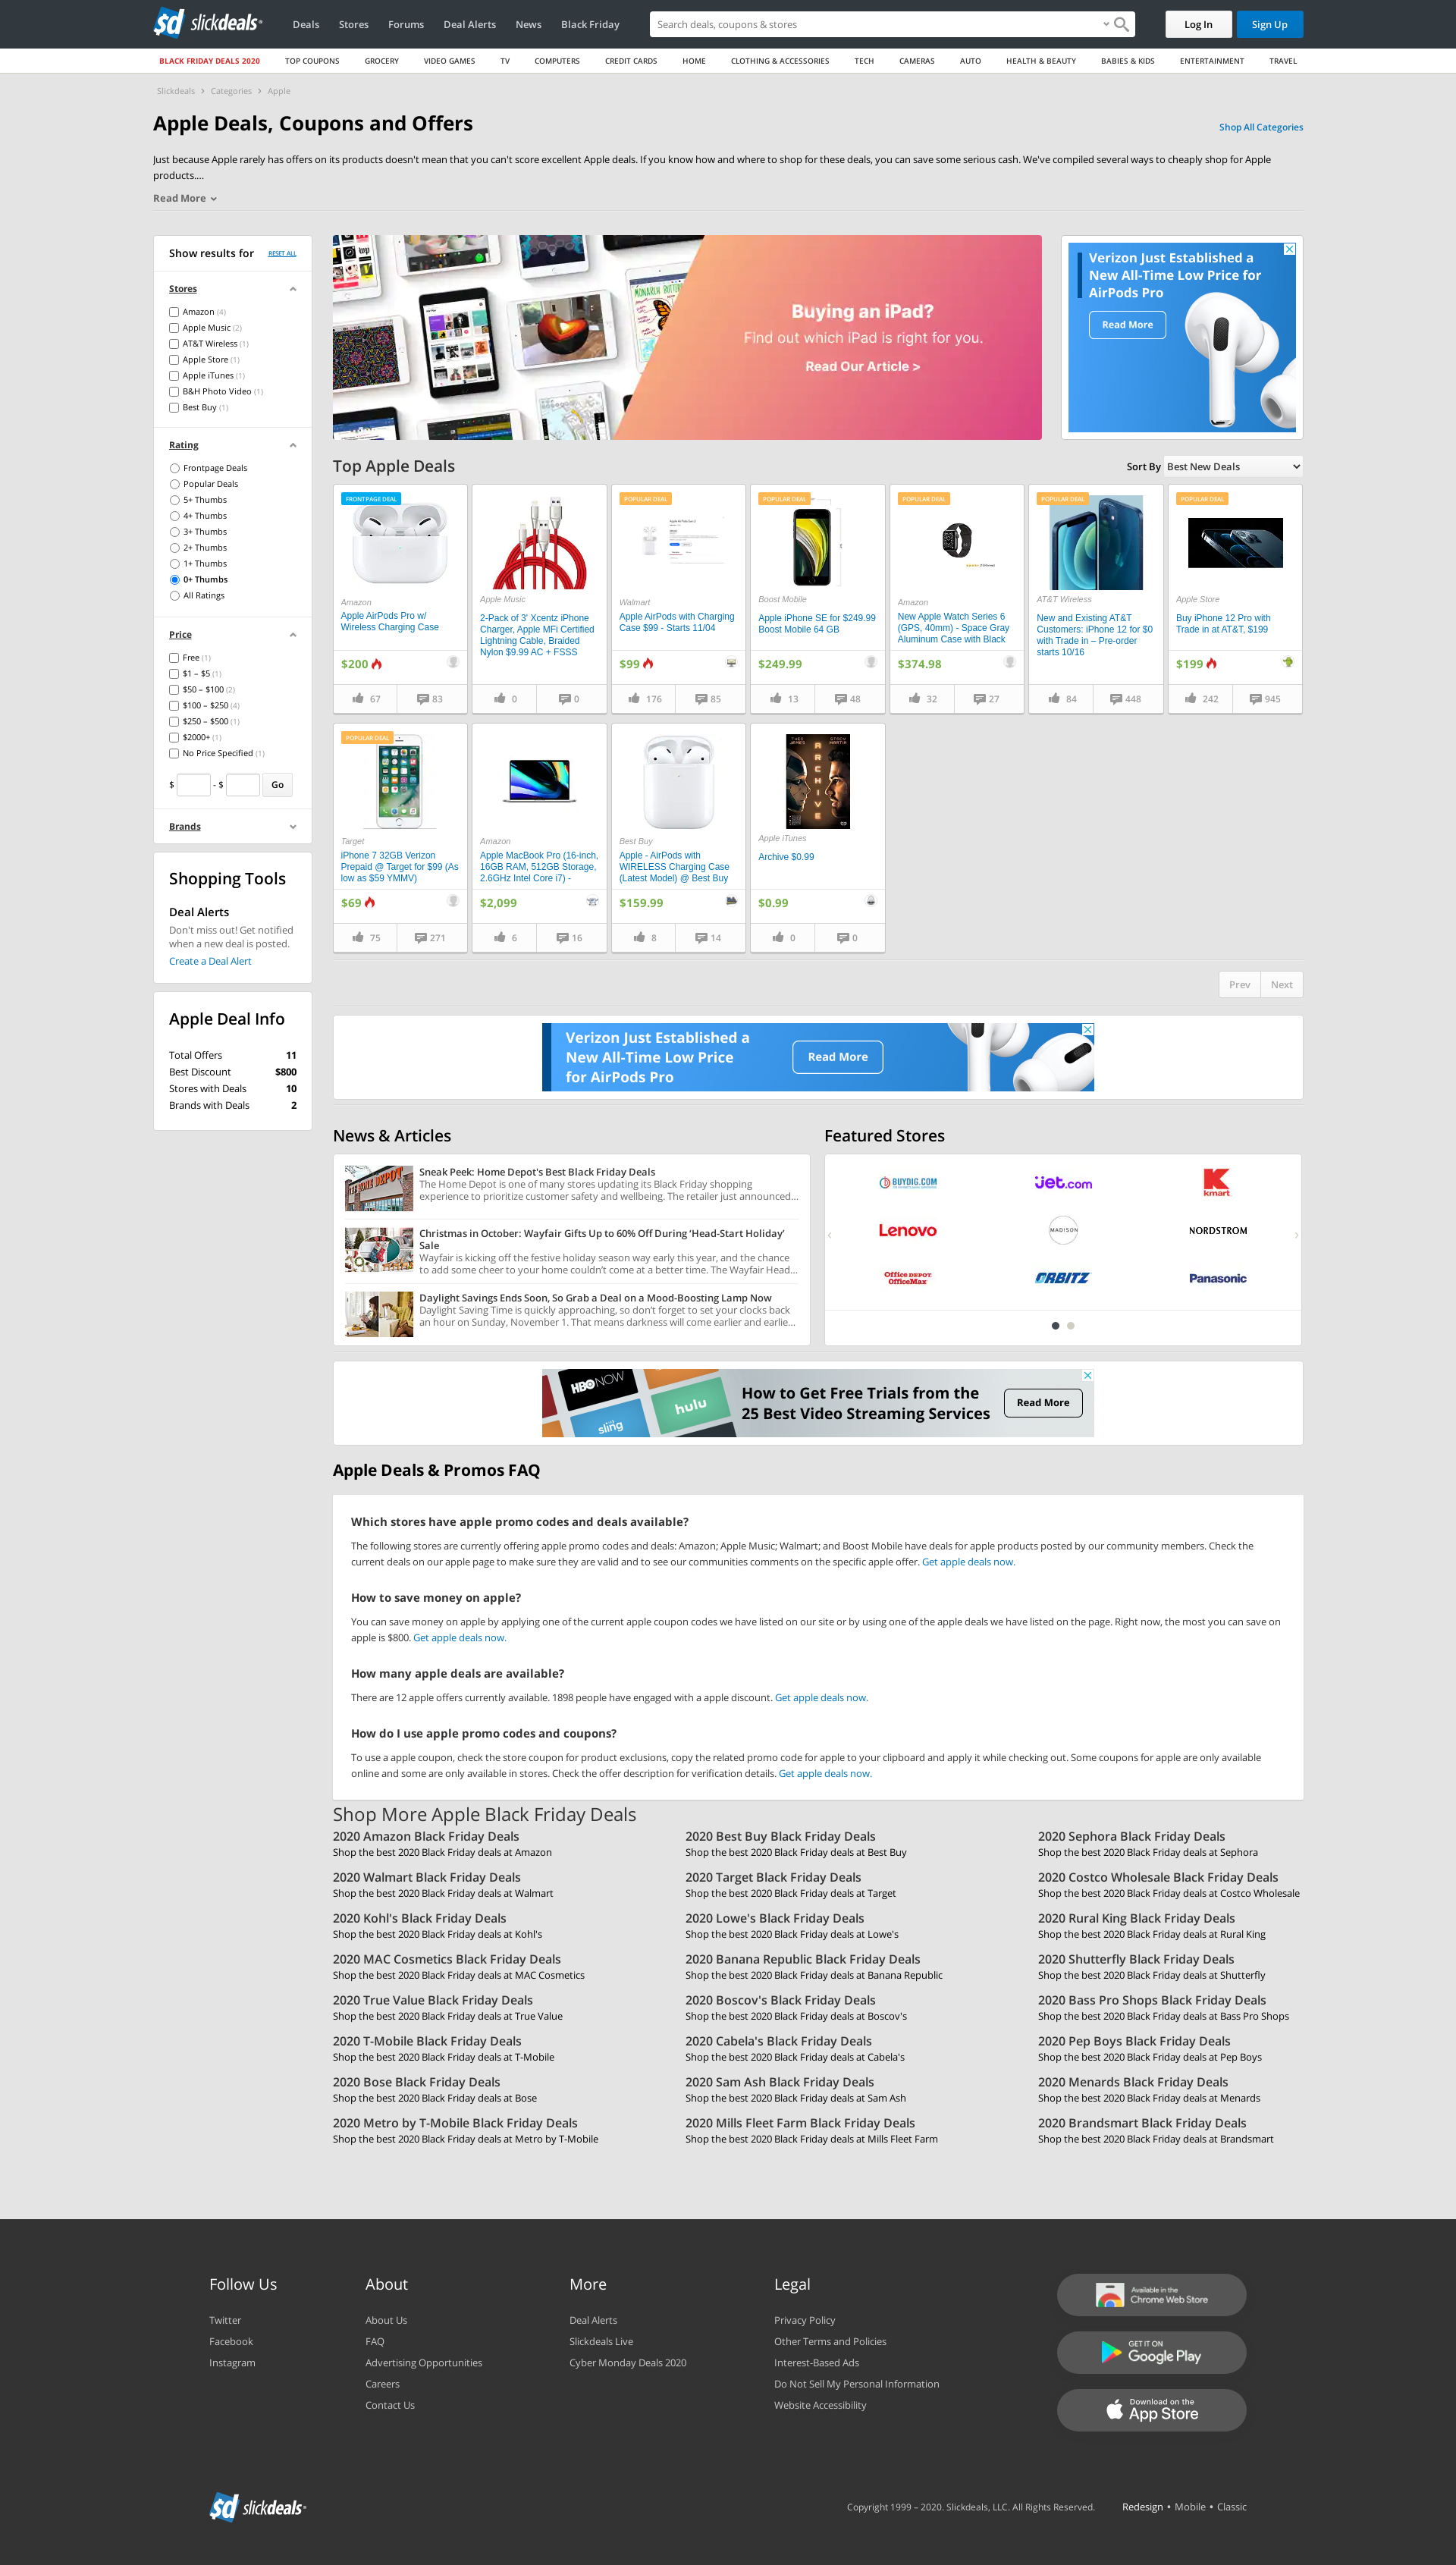 sd slickdeals
Deals Stores Forums Deal Alerts News Black Friday
Search deals, coupons & stores
Log In Sign Up
BLACK FRIDAY DEALS 2020 TOP COUPONS GROCERY VIDEO GAMES TV COMPUTERS CREDIT CARDS HOME CLOTHING & ACCESSORIES TECH CAMERAS AUTO HEALTH & BEAUTY BABIES & KIDS ENTERTAINMENT TRAVEL
Slickdeals › Categories › Apple
Apple Deals, Coupons and Offers
Shop All Categories
Just because Apple rarely has offers on its products doesn't mean that you can't score excellent Apple deals. If you know how and where to shop for these deals, you can save some serious cash. We've compiled several ways to cheaply shop for Apple
products....
Read More
Show results for RESET ALL
Stores
Amazon (4)
Apple Music (2)
AT&T Wireless (1)
Apple Store (1)
Apple iTunes (1)
B&H Photo Video (1)
Best Buy (1)
Rating
Frontpage Deals
Popular Deals
5+ Thumbs
4+ Thumbs
3+ Thumbs
2+ Thumbs
1+ Thumbs
0+ Thumbs
All Ratings
Price
Free (1)
$1 – $5 (1)
$50 – $100 (2)
$100 – $250 (4)
$250 – $500 (1)
$2000+ (1)
No Price Specified (1)
$ - $ Go
Brands
Shopping Tools
Deal Alerts
Don't miss out! Get notified
when a new deal is posted.
Create a Deal Alert
Apple Deal Info
Total Offers 11
Best Discount $800
Stores with Deals 10
Brands with Deals 2
Buying an iPad?
Find out which iPad is right for you.
Read Our Article >
Verizon Just Established a
New All-Time Low Price for
AirPods Pro
Read More
Top Apple Deals
Sort By Best New Deals
FRONTPAGE DEAL
Amazon
Apple AirPods Pro w/
Wireless Charging Case
$200
67 83
Apple Music
2-Pack of 3' Xcentz iPhone
Charger, Apple MFi Certified
Lightning Cable, Braided
Nylon $9.99 AC + FSSS
0 0
POPULAR DEAL
Walmart
Apple AirPods with Charging
Case $99 - Starts 11/04
$99
176 85
POPULAR DEAL
Boost Mobile
Apple iPhone SE for $249.99
Boost Mobile 64 GB
$249.99
13 48
POPULAR DEAL
Amazon
New Apple Watch Series 6
(GPS, 40mm) - Space Gray
Aluminum Case with Black
$374.98
32 27
POPULAR DEAL
AT&T Wireless
New and Existing AT&T
Customers: iPhone 12 for $0
with Trade in – Pre-order
starts 10/16
84 448
POPULAR DEAL
Apple Store
Buy iPhone 12 Pro with
Trade in at AT&T, $199
$199
242 945
POPULAR DEAL
Target
iPhone 7 32GB Verizon
Prepaid @ Target for $99 (As
low as $59 YMMV)
$69
75 271
Amazon
Apple MacBook Pro (16-inch,
16GB RAM, 512GB Storage,
2.6GHz Intel Core i7) -
$2,099
6 16
Best Buy
Apple - AirPods with
WIRELESS Charging Case
(Latest Model) @ Best Buy
$159.99
8 14
ARCHIVE
Apple iTunes
Archive $0.99
$0.99
0 0
Prev Next
Verizon Just Established a
New All-Time Low Price
for AirPods Pro
Read More
News & Articles
Sneak Peek: Home Depot's Best Black Friday Deals
The Home Depot is one of many stores updating its Black Friday shopping
experience to prioritize customer safety and wellbeing. The retailer just announced...
Christmas in October: Wayfair Gifts Up to 60% Off During ‘Head-Start Holiday’
Sale
Wayfair is kicking off the festive holiday season way early this year, and the chance
to add some cheer to your home couldn’t come at a better time. The Wayfair Head...
Daylight Savings Ends Soon, So Grab a Deal on a Mood-Boosting Lamp Now
Daylight Saving Time is quickly approaching, so don’t forget to set your clocks back
an hour on Sunday, November 1. That means darkness will come earlier and earlie...
Featured Stores
BUYDIG.COM Jet.com kmart
Lenovo MADISON NORDSTROM
Office DEPOT OfficeMax ORBITZ Panasonic
HBO NOW
sling
hulu
How to Get Free Trials from the
25 Best Video Streaming Services
Read More
Apple Deals & Promos FAQ
Which stores have apple promo codes and deals available?
The following stores are currently offering apple promo codes and deals: Amazon; Apple Music; Walmart; and Boost Mobile have deals for apple products posted by our community members. Check the
current deals on our apple page to make sure they are valid and to see our communities comments on the specific apple offer. Get apple deals now.
How to save money on apple?
You can save money on apple by applying one of the current apple coupon codes we have listed on our site or by using one of the apple deals we have listed on the page. Right now, the most you can save on
apple is $800. Get apple deals now.
How many apple deals are available?
There are 12 apple offers currently available. 1898 people have engaged with a apple discount. Get apple deals now.
How do I use apple promo codes and coupons?
To use a apple coupon, check the store coupon for product exclusions, copy the related promo code for apple to your clipboard and apply it while checking out. Some coupons for apple are only available
online and some are only available in stores. Check the offer description for verification details. Get apple deals now.
Shop More Apple Black Friday Deals
2020 Amazon Black Friday Deals 2020 Best Buy Black Friday Deals 2020 Sephora Black Friday Deals
Shop the best 2020 Black Friday deals at Amazon Shop the best 2020 Black Friday deals at Best Buy Shop the best 2020 Black Friday deals at Sephora
2020 Walmart Black Friday Deals 2020 Target Black Friday Deals 2020 Costco Wholesale Black Friday Deals
Shop the best 2020 Black Friday deals at Walmart Shop the best 2020 Black Friday deals at Target Shop the best 2020 Black Friday deals at Costco Wholesale
2020 Kohl's Black Friday Deals 2020 Lowe's Black Friday Deals 2020 Rural King Black Friday Deals
Shop the best 2020 Black Friday deals at Kohl's Shop the best 2020 Black Friday deals at Lowe's Shop the best 2020 Black Friday deals at Rural King
2020 MAC Cosmetics Black Friday Deals 2020 Banana Republic Black Friday Deals 2020 Shutterfly Black Friday Deals
Shop the best 2020 Black Friday deals at MAC Cosmetics Shop the best 2020 Black Friday deals at Banana Republic Shop the best 2020 Black Friday deals at Shutterfly
2020 True Value Black Friday Deals 2020 Boscov's Black Friday Deals 2020 Bass Pro Shops Black Friday Deals
Shop the best 2020 Black Friday deals at True Value Shop the best 2020 Black Friday deals at Boscov's Shop the best 2020 Black Friday deals at Bass Pro Shops
2020 T-Mobile Black Friday Deals 2020 Cabela's Black Friday Deals 2020 Pep Boys Black Friday Deals
Shop the best 2020 Black Friday deals at T-Mobile Shop the best 2020 Black Friday deals at Cabela's Shop the best 2020 Black Friday deals at Pep Boys
2020 Bose Black Friday Deals 2020 Sam Ash Black Friday Deals 2020 Menards Black Friday Deals
Shop the best 2020 Black Friday deals at Bose Shop the best 2020 Black Friday deals at Sam Ash Shop the best 2020 Black Friday deals at Menards
2020 Metro by T-Mobile Black Friday Deals 2020 Mills Fleet Farm Black Friday Deals 2020 Brandsmart Black Friday Deals
Shop the best 2020 Black Friday deals at Metro by T-Mobile Shop the best 2020 Black Friday deals at Mills Fleet Farm Shop the best 2020 Black Friday deals at Brandsmart
Follow Us
Twitter
Facebook
Instagram
About
About Us
FAQ
Advertising Opportunities
Careers
Contact Us
More
Deal Alerts
Slickdeals Live
Cyber Monday Deals 2020
Legal
Privacy Policy
Other Terms and Policies
Interest-Based Ads
Do Not Sell My Personal Information
Website Accessibility
Available in the
Chrome Web Store
GET IT ON
Google Play
Download on the
App Store
sd slickdeals
Copyright 1999 – 2020. Slickdeals, LLC. All Rights Reserved. Redesign • Mobile • Classic